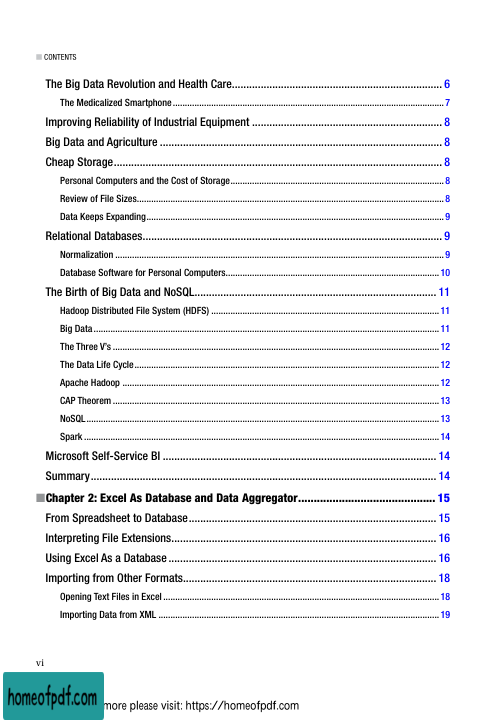 ■ CONTENTS
The Big Data Revolution and Health Care......................................................................... 6
The Medicalized Smartphone.................................................................................................. 7
Improving Reliability of Industrial Equipment ................................................................... 8
Big Data and Agriculture ................................................................................................... 8
Cheap Storage.................................................................................................................. 8
Personal Computers and the Cost of Storage........................................................................... 8
Review of File Sizes............................................................................................................ 8
Data Keeps Expanding......................................................................................................... 9
Relational Databases......................................................................................................... 9
Normalization ..................................................................................................................... 9
Database Software for Personal Computers........................................................................... 10
The Birth of Big Data and NoSQL..................................................................................... 11
Hadoop Distributed File System (HDFS) ................................................................................ 11
Big Data............................................................................................................................ 11
The Three V's .................................................................................................................... 12
The Data Life Cycle............................................................................................................ 12
Apache Hadoop ................................................................................................................. 12
CAP Theorem .................................................................................................................... 13
NoSQL.............................................................................................................................. 13
Spark ............................................................................................................................... 14
Microsoft Self-Service BI ................................................................................................ 14
Summary........................................................................................................................ 14
■Chapter 2: Excel As Database and Data Aggregator............................................ 15
From Spreadsheet to Database....................................................................................... 15
Interpreting File Extensions............................................................................................. 16
Using Excel As a Database .............................................................................................. 16
Importing from Other Formats......................................................................................... 18
Opening Text Files in Excel .................................................................................................. 18
Importing Data from XML .................................................................................................... 19
vi
homeofpdf.com more please visit: https://homeofpdf.com